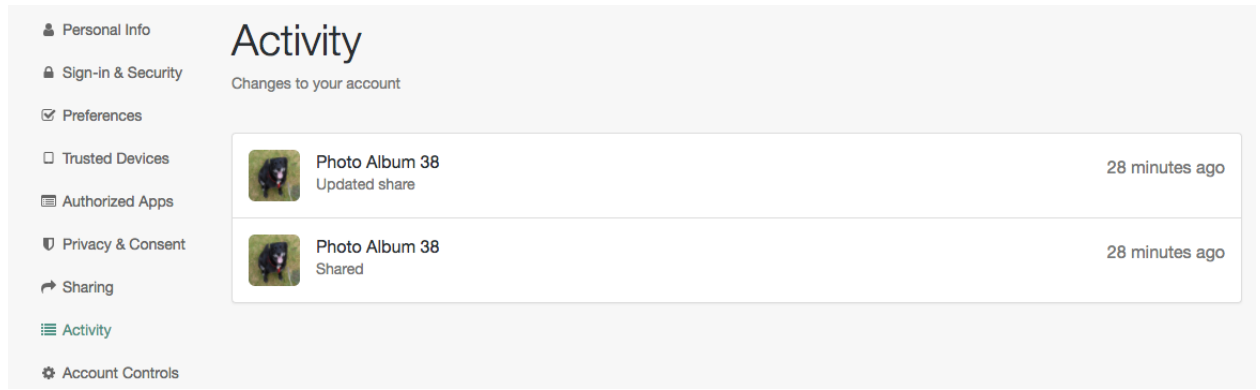 Personal Info
Sign-in & Security
Preferences
Trusted Devices
Authorized Apps
Privacy & Consent
Sharing
Activity
Account Controls
Activity
Changes to your account
Photo Album 38
Updated share
28 minutes ago
Photo Album 38
Shared
28 minutes ago